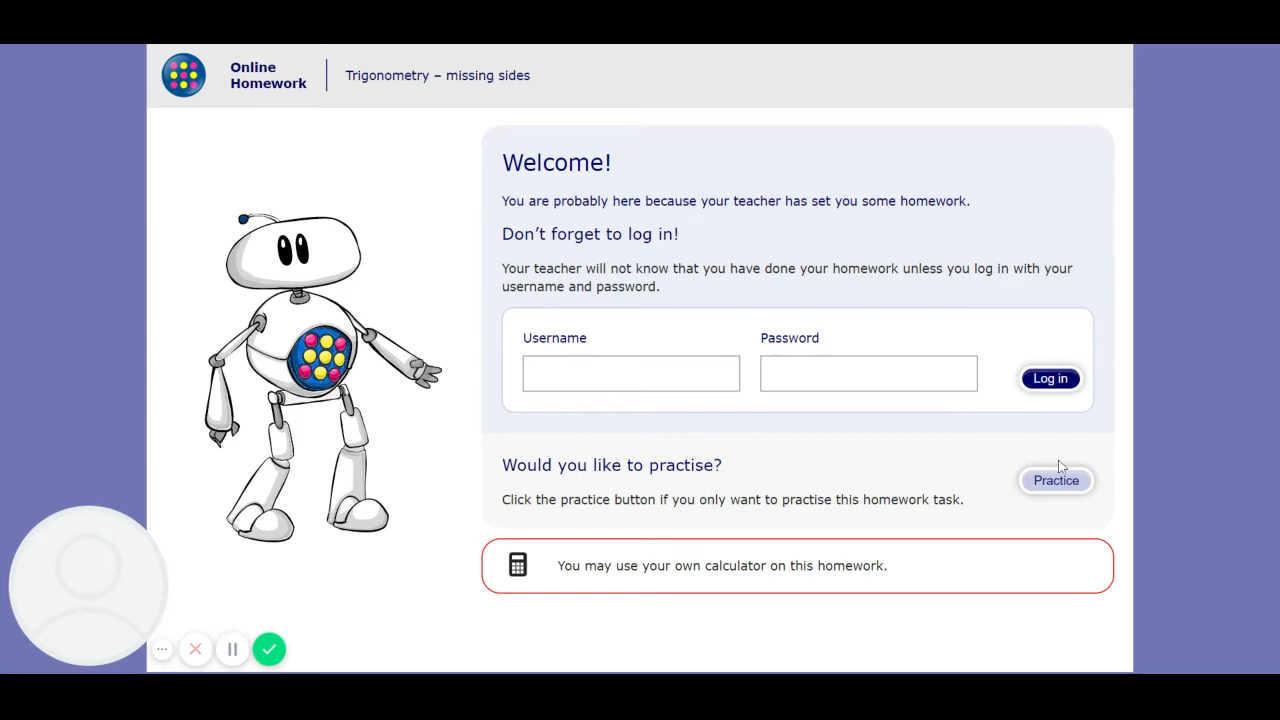 Online
Homework
Trigonometry – missing sides
Welcome!
You are probably here because your teacher has set you some homework.
Don’t forget to log in!
Your teacher will not know that you have done your homework unless you log in with your
username and password.
Username
Password
Log in
Would you like to practise?
Practice
Click the practice button if you only want to practise this homework task.
You may use your own calculator on this homework.